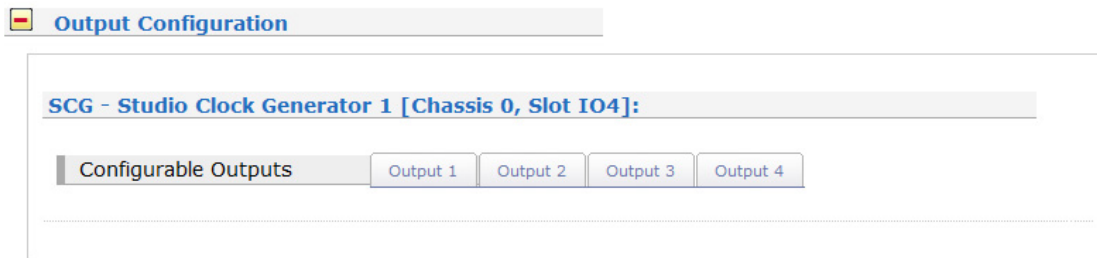 Output Configuration
SCG - Studio Clock Generator 1 [Chassis 0, Slot IO4]:
Configurable Outputs Output 1 Output 2 Output 3 Output 4